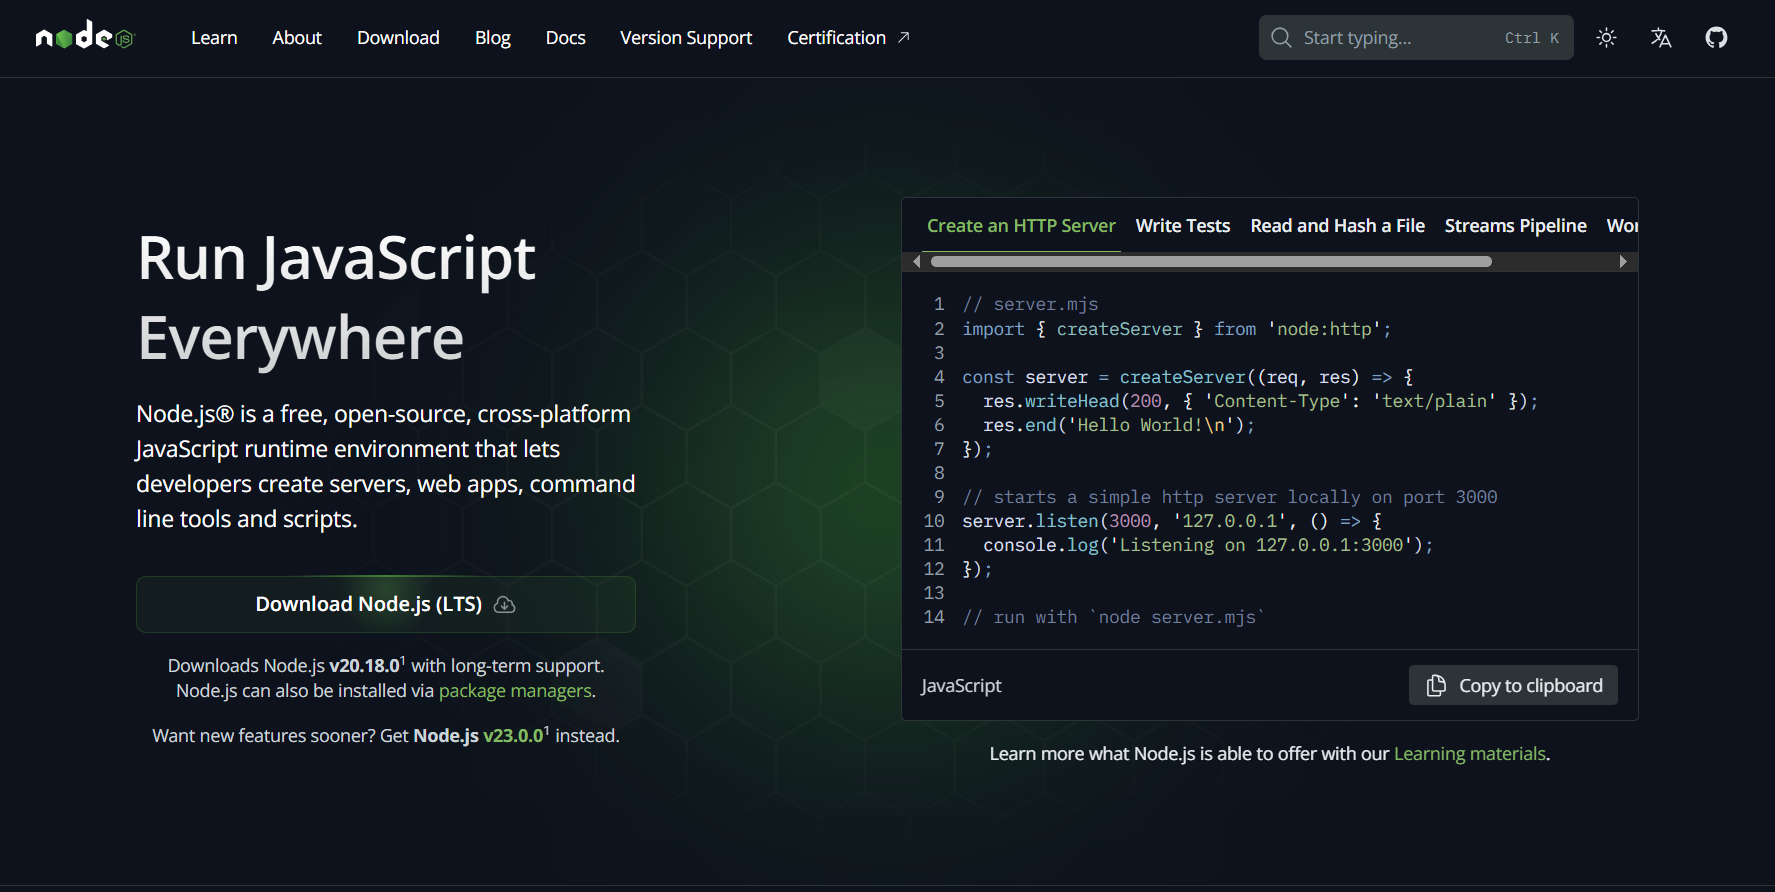 node JS
Learn
About
Download
Blog
Docs
Version Support
Certification
Start typing...
Ctrl K
Run JavaScript
Everywhere
Node.js® is a free, open-source, cross-platform
JavaScript runtime environment that lets
developers create servers, web apps, command
line tools and scripts.
Download Node.js (LTS)
Downloads Node.js v20.18.0¹ with long-term support.
Node.js can also be installed via package managers.
Want new features sooner? Get Node.js v23.0.0¹ instead.
Create an HTTP Server
Write Tests
Read and Hash a File
Streams Pipeline
Wor
1 // server.mjs
2 import { createServer } from 'node:http';
3
4 const server = createServer((req, res) => {
5   res.writeHead(200, { 'Content-Type': 'text/plain' });
6   res.end('Hello World!\n');
7 });
8
9 // starts a simple http server locally on port 3000
10 server.listen(3000, '127.0.0.1', () => {
11   console.log('Listening on 127.0.0.1:3000');
12 });
13
14 // run with `node server.mjs`
JavaScript
Copy to clipboard
Learn more what Node.js is able to offer with our Learning materials.